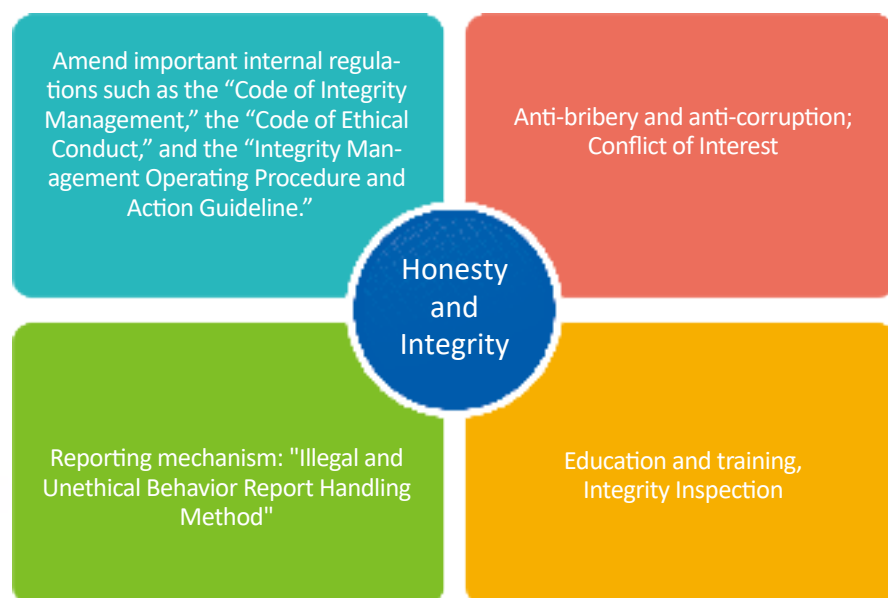 Amend important internal regula-
tions such as the “Code of Integrity
Management,” the “Code of Ethical
Conduct,” and the “Integrity Man-
agement Operating Procedure and
Action Guideline.”
Anti-bribery and anti-corruption;
Conflict of Interest
Honesty
and
Integrity
Reporting mechanism: "Illegal and
Unethical Behavior Report Handling
Method"
Education and training,
Integrity Inspection